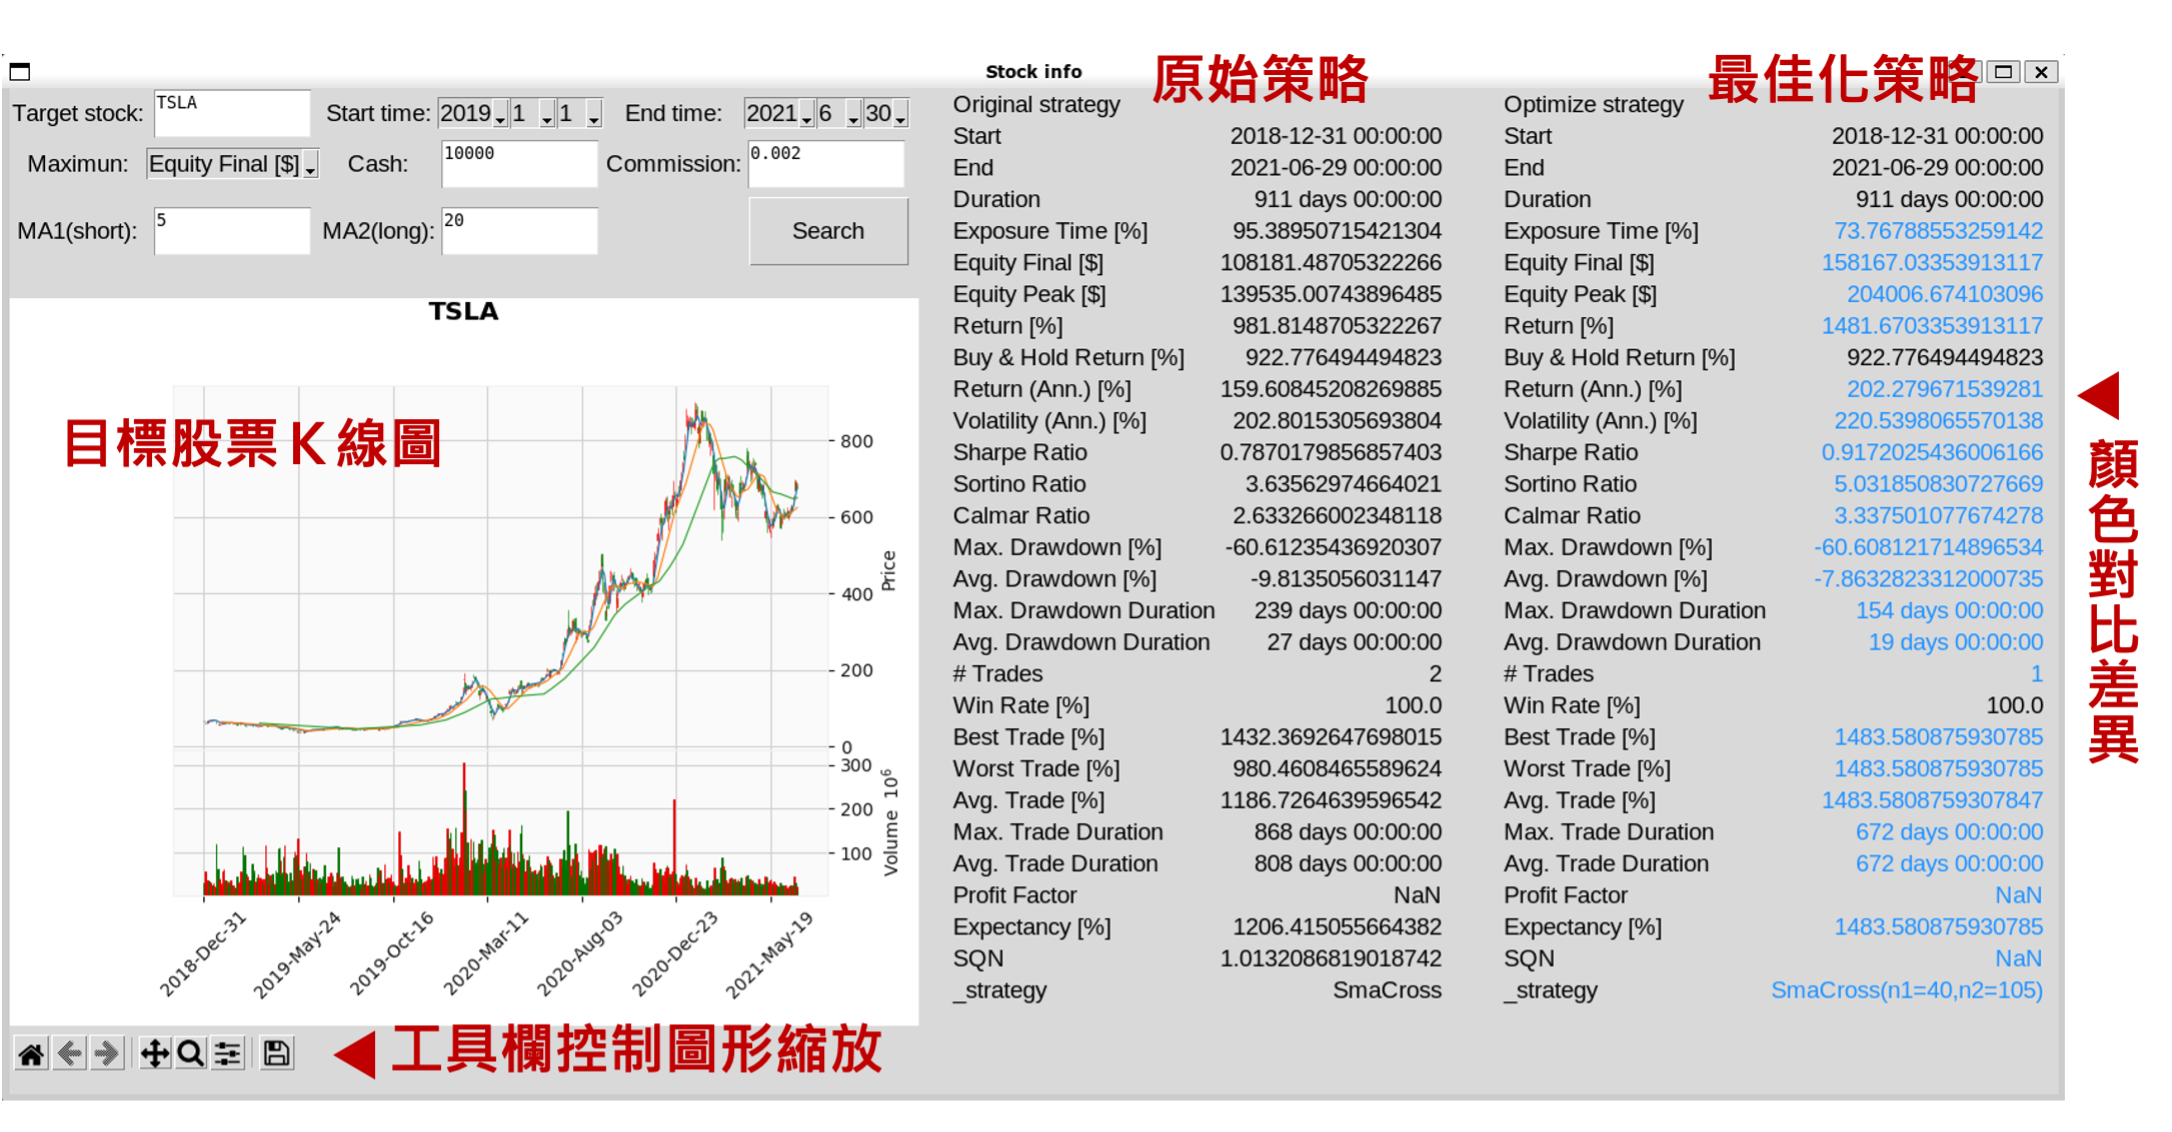 Stock info
原始策略
最佳化策略
Target stock: TSLA Start time: 2019 1 1 End time: 2021 6 30
Maximun: Equity Final [$] Cash: 10000 Commission: 0.002
MA1(short): 5 MA2(long): 20 Search
TSLA
目標股票K線圖
800
600
400
200
0
Price
300
200
100
Volume 10^6
2018-Dec-31
2019-May-24
2019-Oct-16
2020-Mar-11
2020-Aug-03
2020-Dec-23
2021-May-19
工具欄控制圖形縮放
Original strategy
Start 2018-12-31 00:00:00
End 2021-06-29 00:00:00
Duration 911 days 00:00:00
Exposure Time [%] 95.38950715421304
Equity Final [$] 108181.48705322266
Equity Peak [$] 139535.00743896485
Return [%] 981.8148705322267
Buy & Hold Return [%] 922.776494494823
Return (Ann.) [%] 159.60845208269885
Volatility (Ann.) [%] 202.8015305693804
Sharpe Ratio 0.7870179856857403
Sortino Ratio 3.63562974664021
Calmar Ratio 2.633266002348118
Max. Drawdown [%] -60.61235436920307
Avg. Drawdown [%] -9.8135056031147
Max. Drawdown Duration 239 days 00:00:00
Avg. Drawdown Duration 27 days 00:00:00
# Trades 2
Win Rate [%] 100.0
Best Trade [%] 1432.3692647698015
Worst Trade [%] 980.4608465589624
Avg. Trade [%] 1186.7264639596542
Max. Trade Duration 868 days 00:00:00
Avg. Trade Duration 808 days 00:00:00
Profit Factor NaN
Expectancy [%] 1206.415055664382
SQN 1.0132086819018742
_strategy SmaCross
Optimize strategy
Start 2018-12-31 00:00:00
End 2021-06-29 00:00:00
Duration 911 days 00:00:00
Exposure Time [%] 73.76788553259142
Equity Final [$] 158167.03353913117
Equity Peak [$] 204006.674103096
Return [%] 1481.6703353913117
Buy & Hold Return [%] 922.776494494823
Return (Ann.) [%] 202.279671539281
Volatility (Ann.) [%] 220.5398065570138
Sharpe Ratio 0.9172025436006166
Sortino Ratio 5.031850830727669
Calmar Ratio 3.337501077674278
Max. Drawdown [%] -60.608121714896534
Avg. Drawdown [%] -7.8632823312000735
Max. Drawdown Duration 154 days 00:00:00
Avg. Drawdown Duration 19 days 00:00:00
# Trades 1
Win Rate [%] 100.0
Best Trade [%] 1483.580875930785
Worst Trade [%] 1483.580875930785
Avg. Trade [%] 1483.5808759307847
Max. Trade Duration 672 days 00:00:00
Avg. Trade Duration 672 days 00:00:00
Profit Factor NaN
Expectancy [%] 1483.580875930785
SQN NaN
_strategy SmaCross(n1=40,n2=105)
顏色對比差異